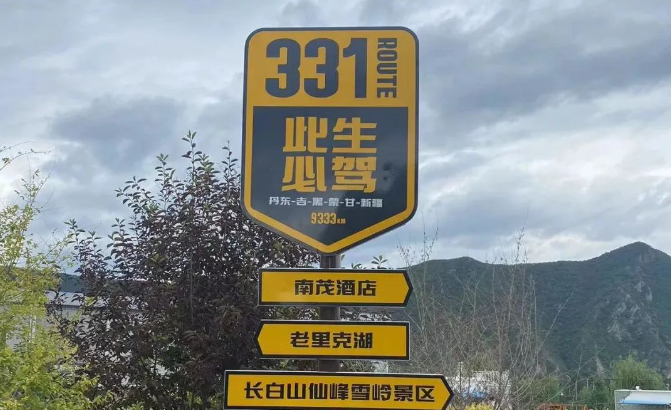 331 ROUTE
此生
必驾
丹东-吉-黑-蒙-甘-新疆
9333KM
南茂酒店
老里克湖
长白山仙峰雪岭景区